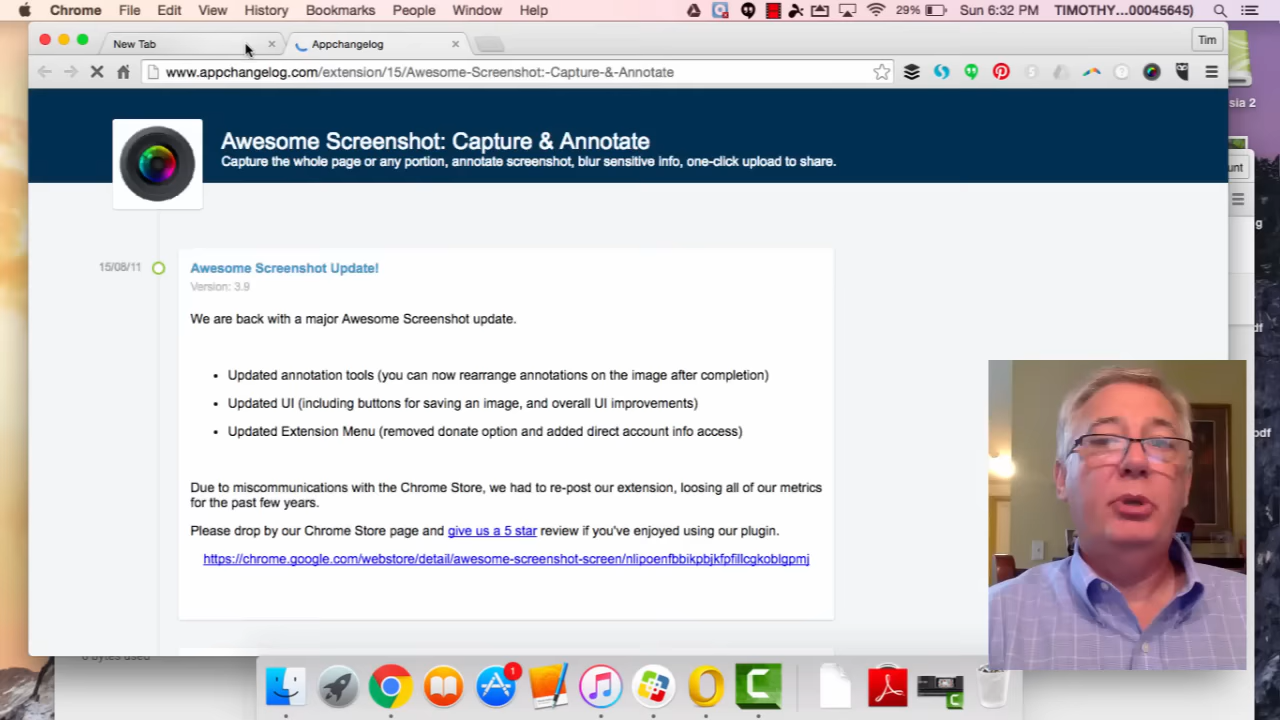 Chrome File Edit View History Bookmarks People Window Help 29% Sun 6:32 PM TIMOTHY…00045645)
New Tab Appchangelog Tim
www.appchangelog.com/extension/15/Awesome-Screenshot:-Capture-&-Annotate
sia 2
unt
Awesome Screenshot: Capture & Annotate
Capture the whole page or any portion, annotate screenshot, blur sensitive info, one-click upload to share.
15/08/11
Awesome Screenshot Update!
Version: 3.9
We are back with a major Awesome Screenshot update.
• Updated annotation tools (you can now rearrange annotations on the image after completion)
• Updated UI (including buttons for saving an image, and overall UI improvements)
• Updated Extension Menu (removed donate option and added direct account info access)
Due to miscommunications with the Chrome Store, we had to re-post our extension, loosing all of our metrics
for the past few years.
Please drop by our Chrome Store page and give us a 5 star review if you've enjoyed using our plugin.
https://chrome.google.com/webstore/detail/awesome-screenshot-screen/nlipoenfbbikpbjkfpfillcgkoblgpmj
1